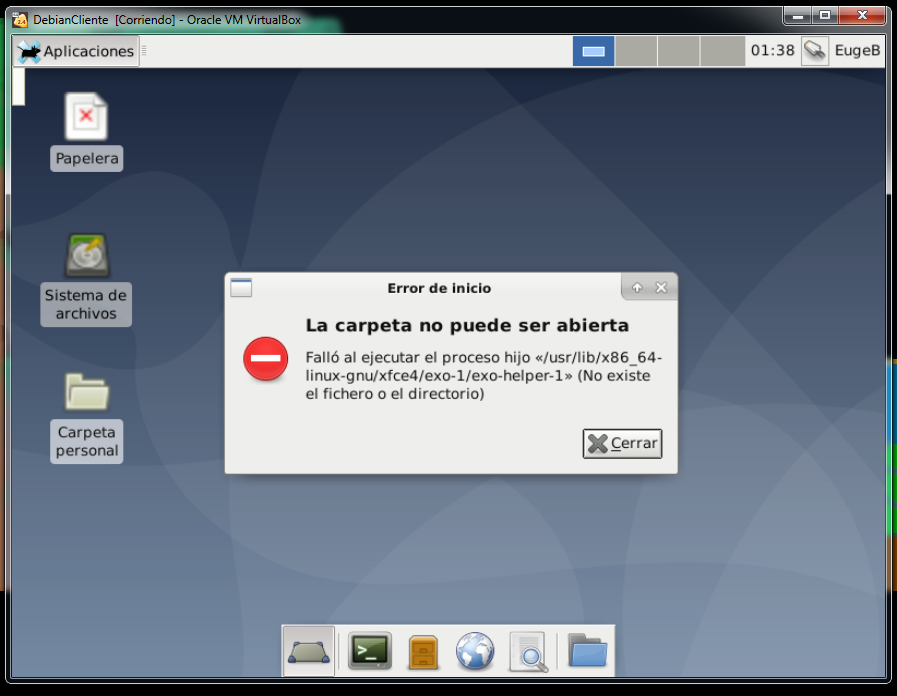 DebianCliente [Corriendo] - Oracle VM VirtualBox
Aplicaciones
01:38
EugeB
Papelera
Sistema de
archivos
Carpeta
personal
Error de inicio
La carpeta no puede ser abierta
Falló al ejecutar el proceso hijo «/usr/lib/x86_64-
linux-gnu/xfce4/exo-1/exo-helper-1» (No existe
el fichero o el directorio)
Cerrar